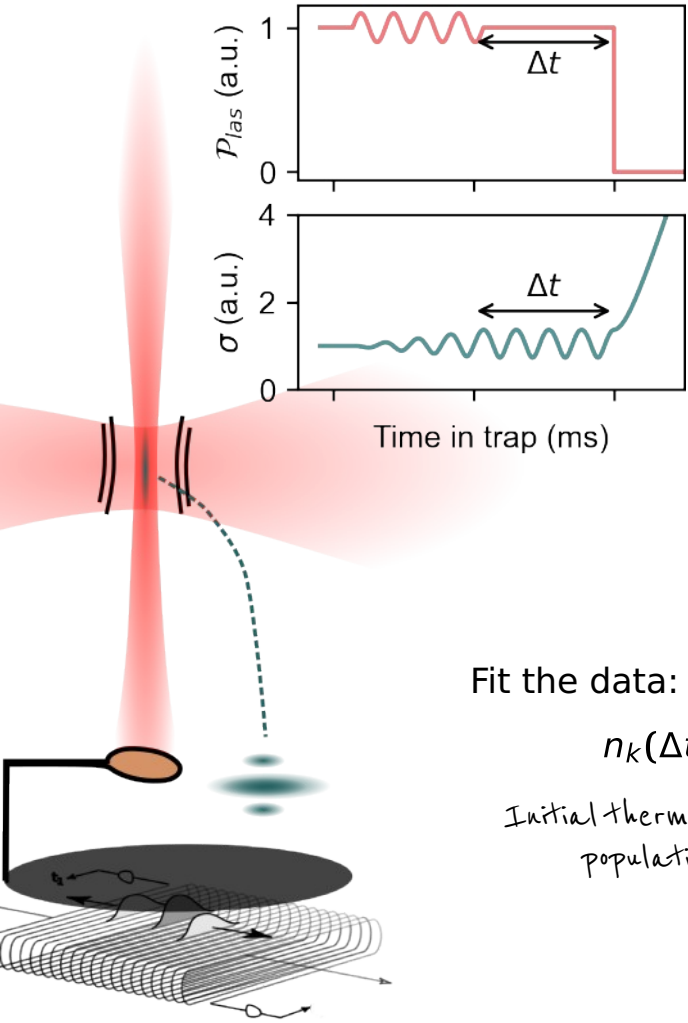 1
𝒫las (a.u.)
Δt
0
4
Δt
σ (a.u.)
2
0
Time in trap (ms)
Fit the data:
nk(Δt
Initial therm
populati